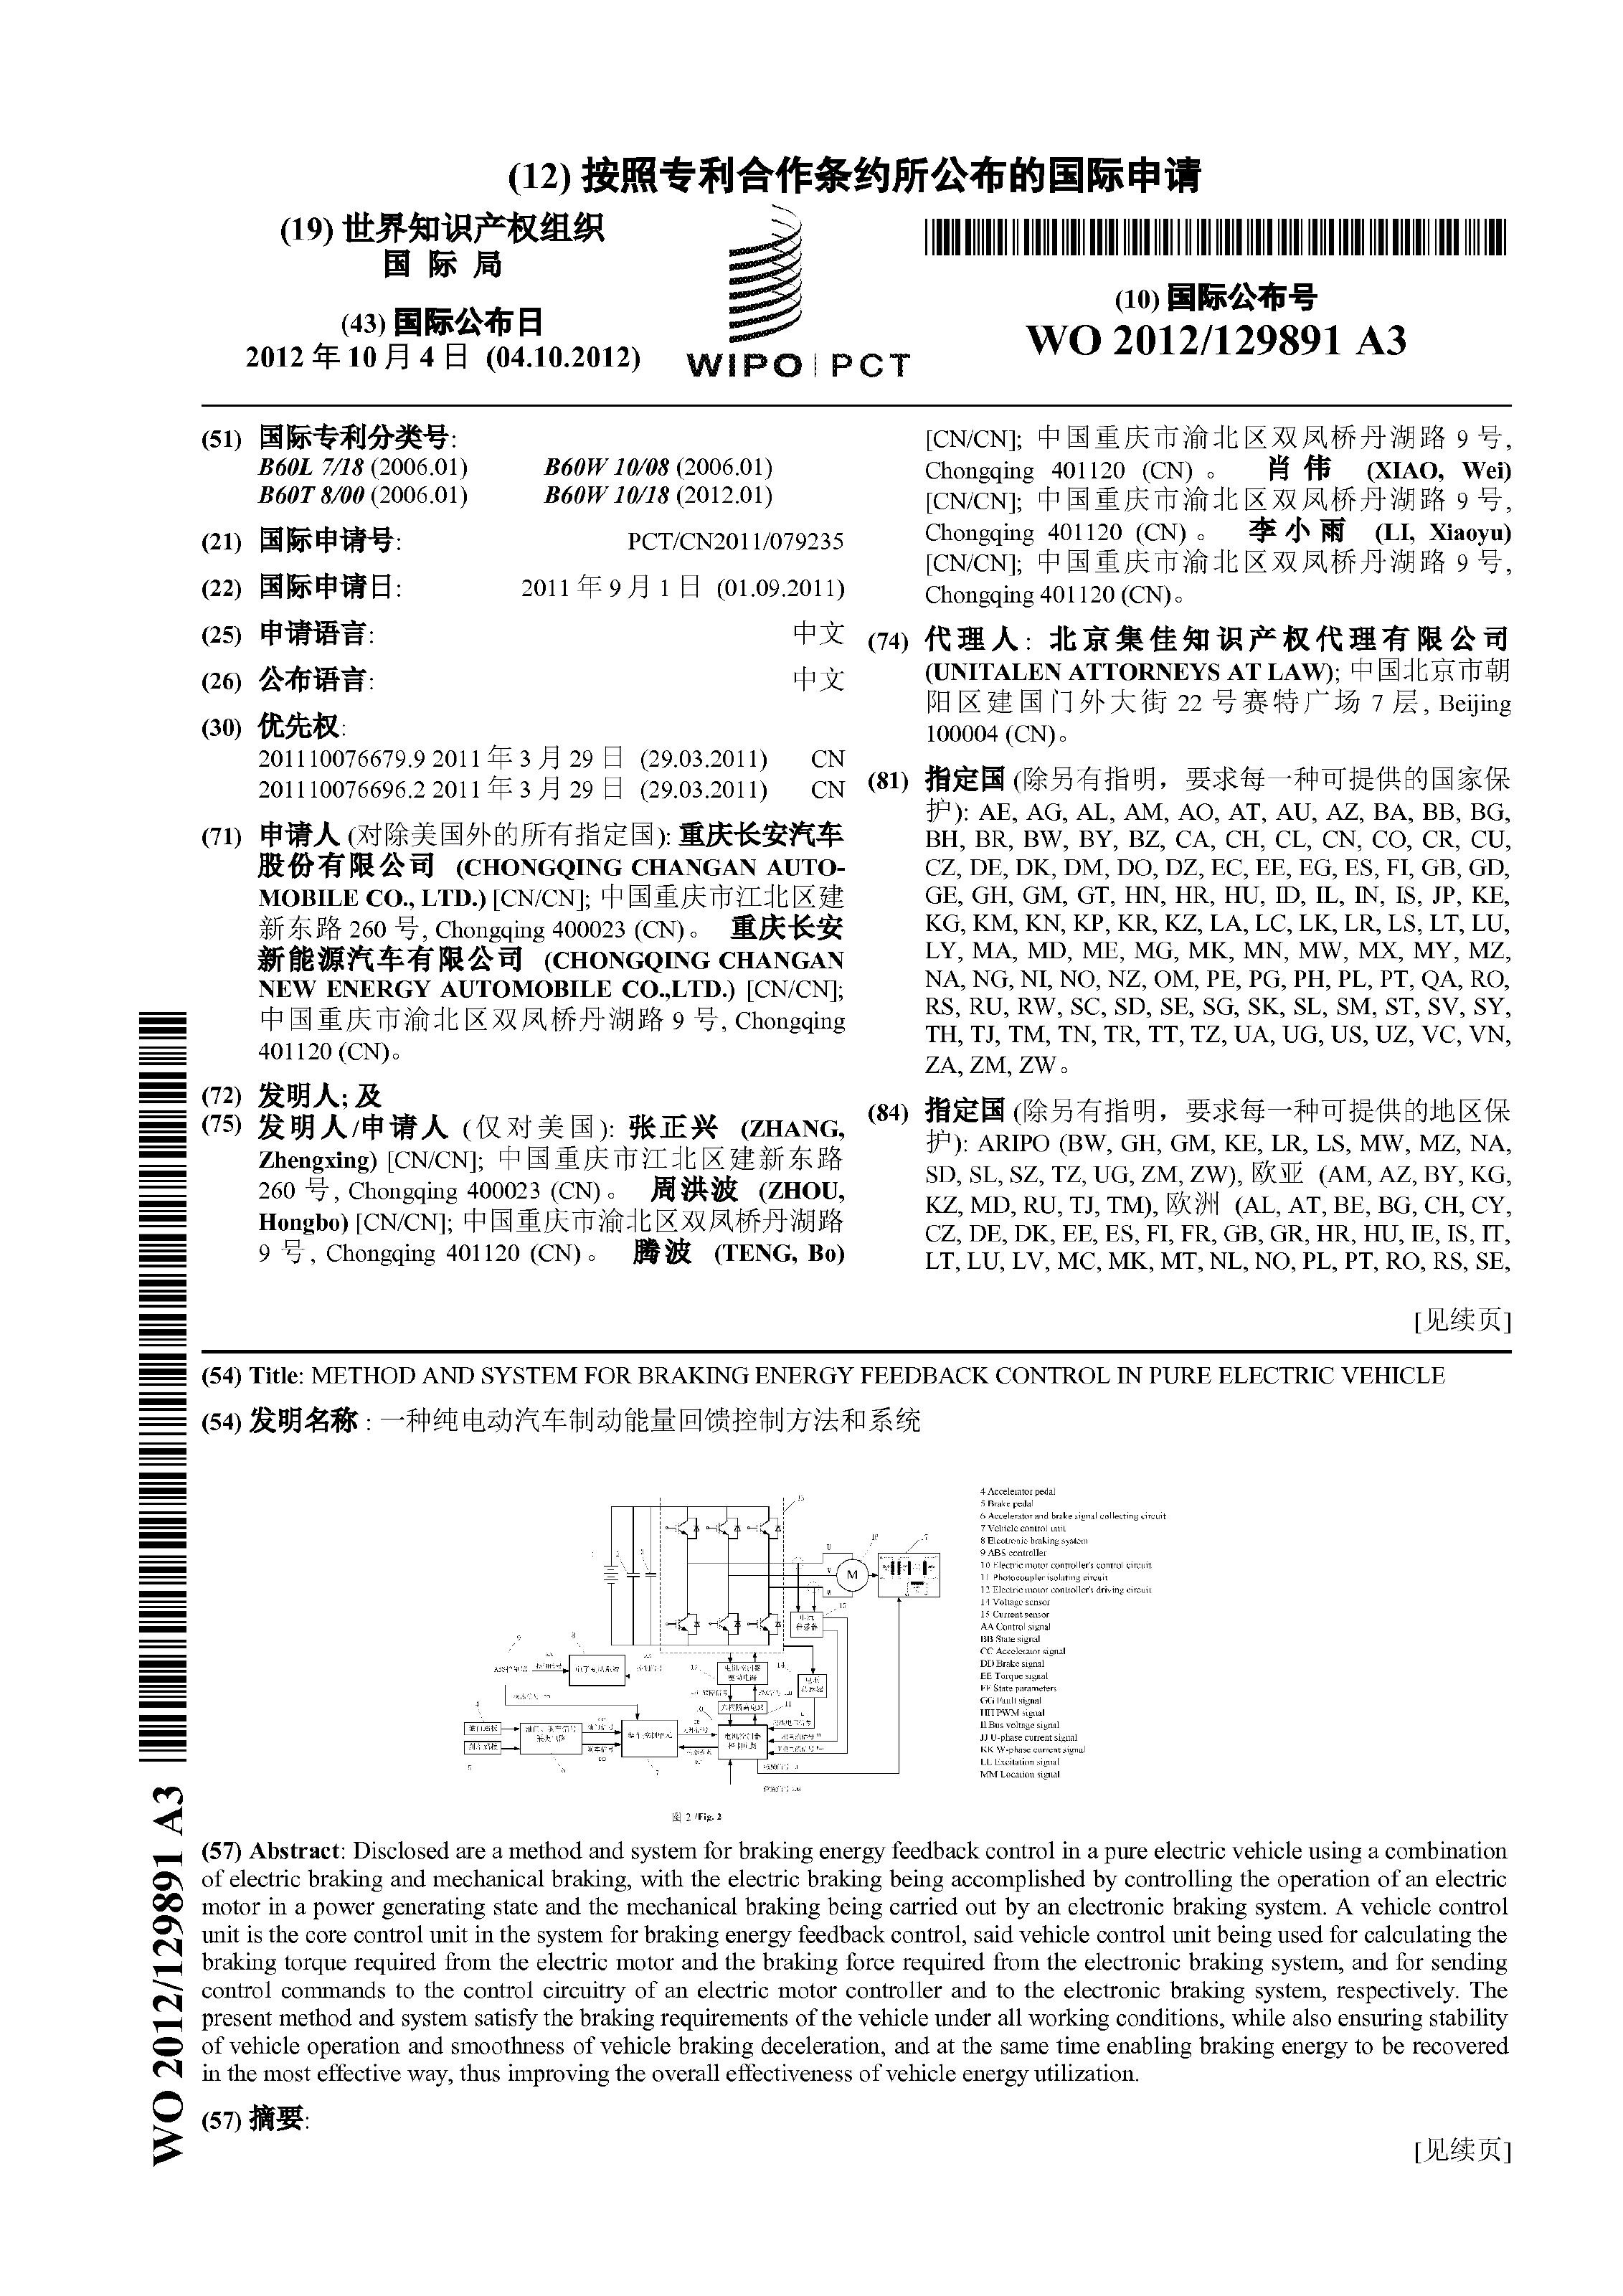 (12) 按照专利合作条约所公布的国际申请
(19) 世界知识产权组织
国 际 局
(43) 国际公布日
2012 年 10 月 4 日 (04.10.2012)
WIPO | PCT
(10) 国际公布号
WO 2012/129891 A3
(51) 国际专利分类号:
B60L 7/18 (2006.01) B60W 10/08 (2006.01)
B60T 8/00 (2006.01) B60W 10/18 (2012.01)
(21) 国际申请号: PCT/CN2011/079235
(22) 国际申请日: 2011 年 9 月 1 日 (01.09.2011)
(25) 申请语言: 中文
(26) 公布语言: 中文
(30) 优先权:
201110076679.9 2011 年 3 月 29 日 (29.03.2011) CN
201110076696.2 2011 年 3 月 29 日 (29.03.2011) CN
(71) 申请人 (对除美国外的所有指定国): 重庆长安汽车
股份有限公司 (CHONGQING CHANGAN AUTO-
MOBILE CO., LTD.) [CN/CN]; 中国重庆市江北区建
新东路 260 号, Chongqing 400023 (CN)。 重庆长安
新能源汽车有限公司 (CHONGQING CHANGAN
NEW ENERGY AUTOMOBILE CO.,LTD.) [CN/CN];
中国重庆市渝北区双凤桥丹湖路 9 号, Chongqing
401120 (CN)。
(72) 发明人; 及
(75) 发明人/申请人 (仅对美国): 张正兴 (ZHANG,
Zhengxing) [CN/CN]; 中国重庆市江北区建新东路
260 号, Chongqing 400023 (CN)。 周洪波 (ZHOU,
Hongbo) [CN/CN]; 中国重庆市渝北区双凤桥丹湖路
9 号, Chongqing 401120 (CN)。 腾波 (TENG, Bo)
[CN/CN]; 中国重庆市渝北区双凤桥丹湖路 9 号,
Chongqing 401120 (CN)。 肖伟 (XIAO, Wei)
[CN/CN]; 中国重庆市渝北区双凤桥丹湖路 9 号,
Chongqing 401120 (CN)。 李小雨 (LI, Xiaoyu)
[CN/CN]; 中国重庆市渝北区双凤桥丹湖路 9 号,
Chongqing 401120 (CN)。
(74) 代理人: 北京集佳知识产权代理有限公司
(UNITALEN ATTORNEYS AT LAW); 中国北京市朝
阳区建国门外大街 22 号赛特广场 7 层, Beijing
100004 (CN)。
(81) 指定国 (除另有指明，要求每一种可提供的国家保
护): AE, AG, AL, AM, AO, AT, AU, AZ, BA, BB, BG,
BH, BR, BW, BY, BZ, CA, CH, CL, CN, CO, CR, CU,
CZ, DE, DK, DM, DO, DZ, EC, EE, EG, ES, FI, GB, GD,
GE, GH, GM, GT, HN, HR, HU, ID, IL, IN, IS, JP, KE,
KG, KM, KN, KP, KR, KZ, LA, LC, LK, LR, LS, LT, LU,
LY, MA, MD, ME, MG, MK, MN, MW, MX, MY, MZ,
NA, NG, NI, NO, NZ, OM, PE, PG, PH, PL, PT, QA, RO,
RS, RU, RW, SC, SD, SE, SG, SK, SL, SM, ST, SV, SY,
TH, TJ, TM, TN, TR, TT, TZ, UA, UG, US, UZ, VC, VN,
ZA, ZM, ZW。
(84) 指定国 (除另有指明，要求每一种可提供的地区保
护): ARIPO (BW, GH, GM, KE, LR, LS, MW, MZ, NA,
SD, SL, SZ, TZ, UG, ZM, ZW), 欧亚 (AM, AZ, BY, KG,
KZ, MD, RU, TJ, TM), 欧洲 (AL, AT, BE, BG, CH, CY,
CZ, DE, DK, EE, ES, FI, FR, GB, GR, HR, HU, IE, IS, IT,
LT, LU, LV, MC, MK, MT, NL, NO, PL, PT, RO, RS, SE,
[见续页]
(54) Title: METHOD AND SYSTEM FOR BRAKING ENERGY FEEDBACK CONTROL IN PURE ELECTRIC VEHICLE
(54) 发明名称 : 一种纯电动汽车制动能量回馈控制方法和系统
4 Accelerator pedal
5 Brake pedal
6 Accelerator and brake signal collecting circuit
7 Vehicle control unit
8 Electronic braking system
9 ABS controller
10 Electric motor controller's control circuit
11 Photocoupler isolating circuit
12 Electric motor controller's driving circuit
14 Voltage sensor
15 Current sensor
AA Control signal
BB State signal
CC Accelerator signal
DD Brake signal
EE Torque signal
FF State parameters
GG Fault signal
HH PWM signal
II Bus voltage signal
JJ U-phase current signal
KK W-phase current signal
LL Excitation signal
MM Location signal
M
图 2 /Fig. 2
(57) Abstract: Disclosed are a method and system for braking energy feedback control in a pure electric vehicle using a combination
of electric braking and mechanical braking, with the electric braking being accomplished by controlling the operation of an electric
motor in a power generating state and the mechanical braking being carried out by an electronic braking system. A vehicle control
unit is the core control unit in the system for braking energy feedback control, said vehicle control unit being used for calculating the
braking torque required from the electric motor and the braking force required from the electronic braking system, and for sending
control commands to the control circuitry of an electric motor controller and to the electronic braking system, respectively. The
present method and system satisfy the braking requirements of the vehicle under all working conditions, while also ensuring stability
of vehicle operation and smoothness of vehicle braking deceleration, and at the same time enabling braking energy to be recovered
in the most effective way, thus improving the overall effectiveness of vehicle energy utilization.
(57) 摘要:
[见续页]
WO 2012/129891 A3